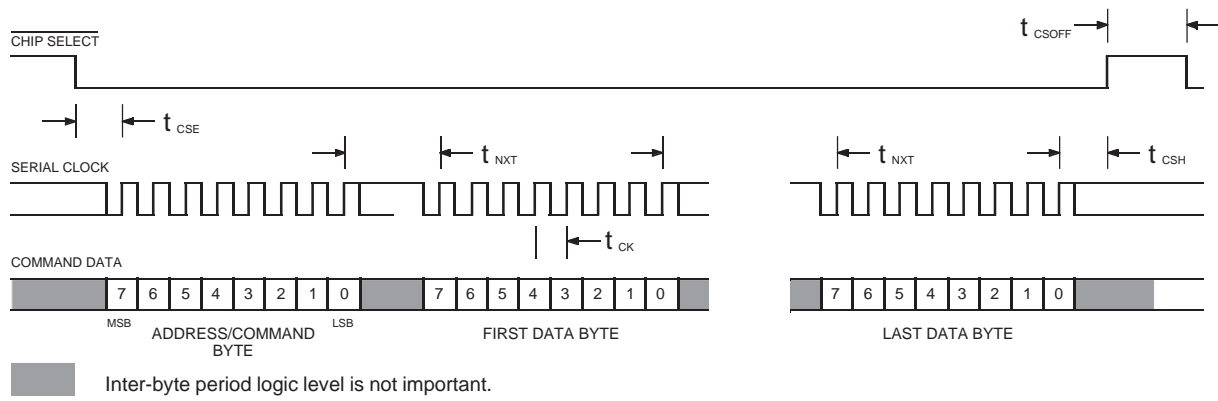 t CSOFF
CHIP SELECT
t CSE
t NXT
t NXT
t CSH
SERIAL CLOCK
t CK
COMMAND DATA
7 6 5 4 3 2 1 0 7 6 5 4 3 2 1 0 7 6 5 4 3 2 1 0
MSB LSB
ADDRESS/COMMAND
BYTE
FIRST DATA BYTE
LAST DATA BYTE
Inter-byte period logic level is not important.